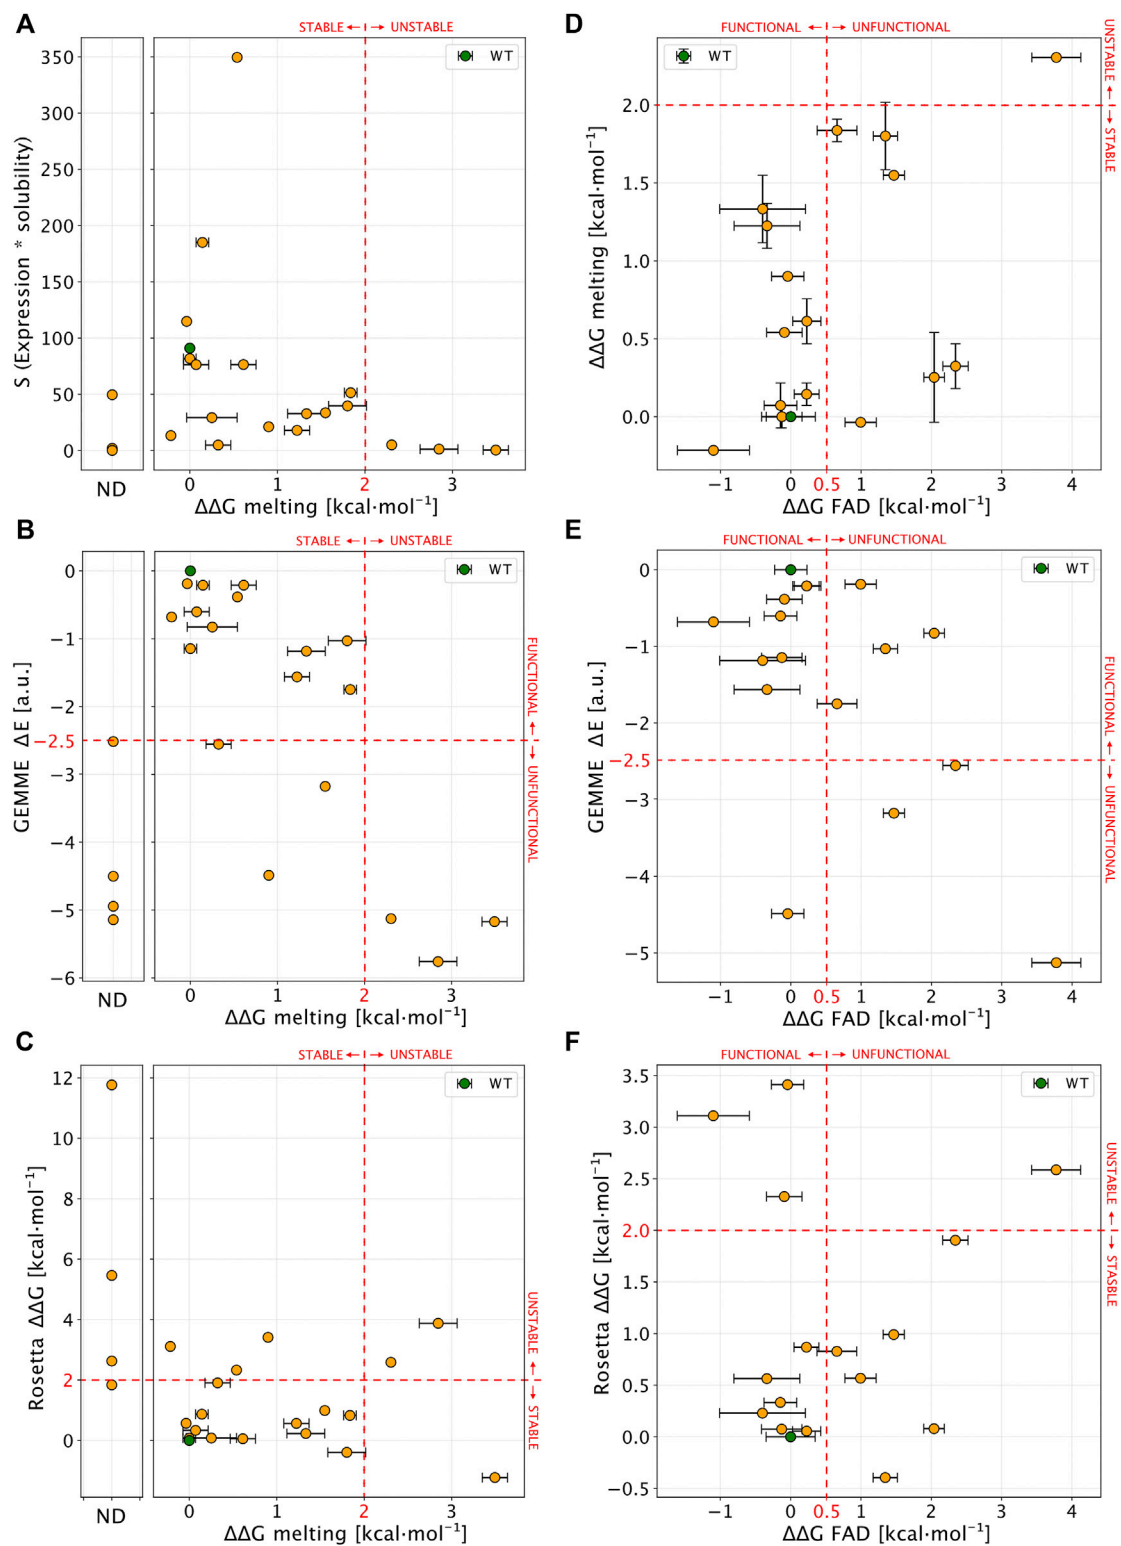 A
STABLE ←¦→ UNSTABLE
WT
S (Expression * solubility)
350
300
250
200
150
100
50
0
ND
0 1 2 3
ΔΔG melting [kcal·mol⁻¹]
B
STABLE ←¦→ UNSTABLE
WT
GEMME ΔE [a.u.]
0
−1
−2
−2.5
−3
−4
−5
−6
FUNCTIONAL ←¦→ UNFUNCTIONAL
ND
0 1 2 3
ΔΔG melting [kcal·mol⁻¹]
C
STABLE ←¦→ UNSTABLE
WT
Rosetta ΔΔG [kcal·mol⁻¹]
12
10
8
6
4
2
0
UNSTABLE ←¦→ STABLE
ND
0 1 2 3
ΔΔG melting [kcal·mol⁻¹]
D
FUNCTIONAL ←¦→ UNFUNCTIONAL
WT
ΔΔG melting [kcal·mol⁻¹]
2.0
1.5
1.0
0.5
0.0
UNSTABLE ←¦→ STABLE
−1 0 0.5 1 2 3 4
ΔΔG FAD [kcal·mol⁻¹]
E
FUNCTIONAL ←¦→ UNFUNCTIONAL
WT
GEMME ΔE [a.u.]
0
−1
−2
−2.5
−3
−4
−5
FUNCTIONAL ←¦→ UNFUNCTIONAL
−1 0 0.5 1 2 3 4
ΔΔG FAD [kcal·mol⁻¹]
F
FUNCTIONAL ←¦→ UNFUNCTIONAL
WT
Rosetta ΔΔG [kcal·mol⁻¹]
3.5
3.0
2.5
2.0
1.5
1.0
0.5
0.0
−0.5
UNSTABLE ←¦→ STASBLE
−1 0 0.5 1 2 3 4
ΔΔG FAD [kcal·mol⁻¹]